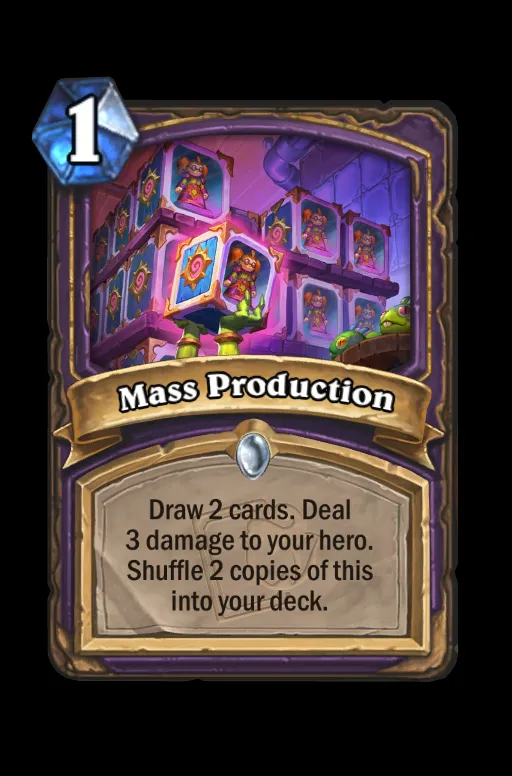 1
Mass Production
Draw 2 cards. Deal
3 damage to your hero.
Shuffle 2 copies of this
into your deck.